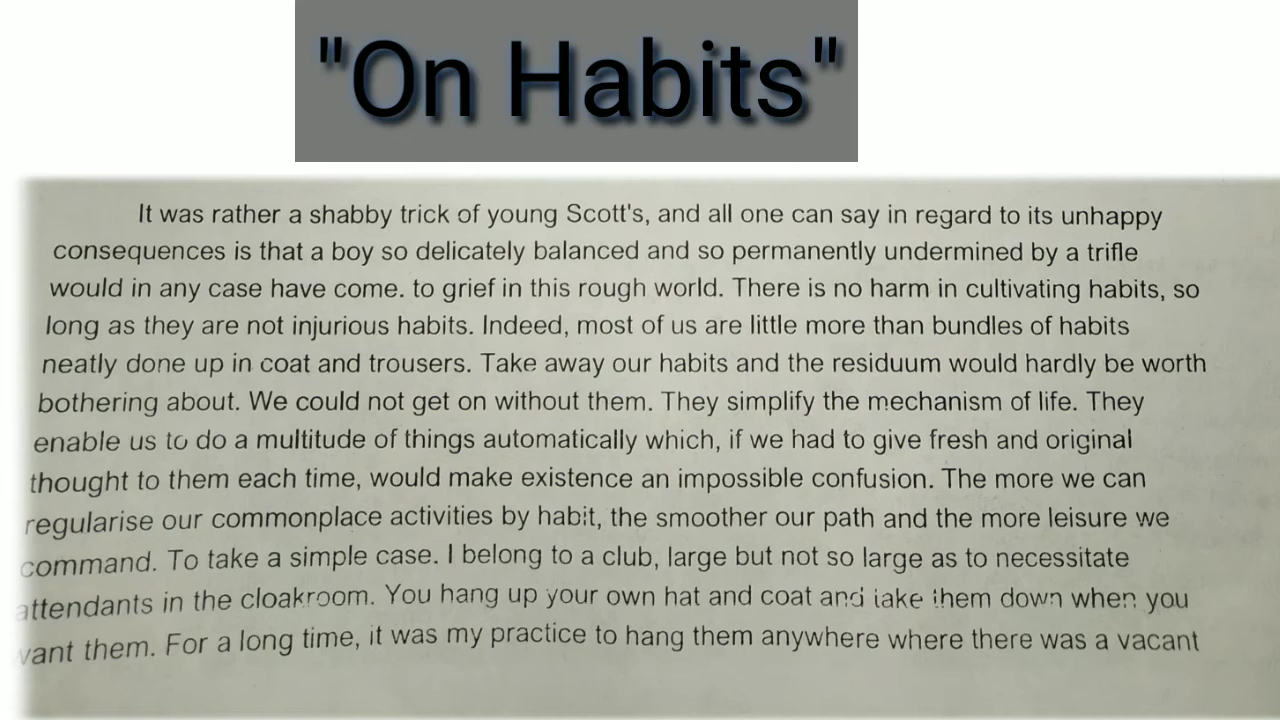 "On Habits"
It was rather a shabby trick of young Scott's, and all one can say in regard to its unhappy
consequences is that a boy so delicately balanced and so permanently undermined by a trifle
would in any case have come. to grief in this rough world. There is no harm in cultivating habits, so
long as they are not injurious habits. Indeed, most of us are little more than bundles of habits
neatly done up in coat and trousers. Take away our habits and the residuum would hardly be worth
bothering about. We could not get on without them. They simplify the mechanism of life. They
enable us to do a multitude of things automatically which, if we had to give fresh and original
thought to them each time, would make existence an impossible confusion. The more we can
regularise our commonplace activities by habit, the smoother our path and the more leisure we
command. To take a simple case. I belong to a club, large but not so large as to necessitate
attendants in the cloakroom. You hang up your own hat and coat and take them down when you
want them. For a long time, it was my practice to hang them anywhere where there was a vacant